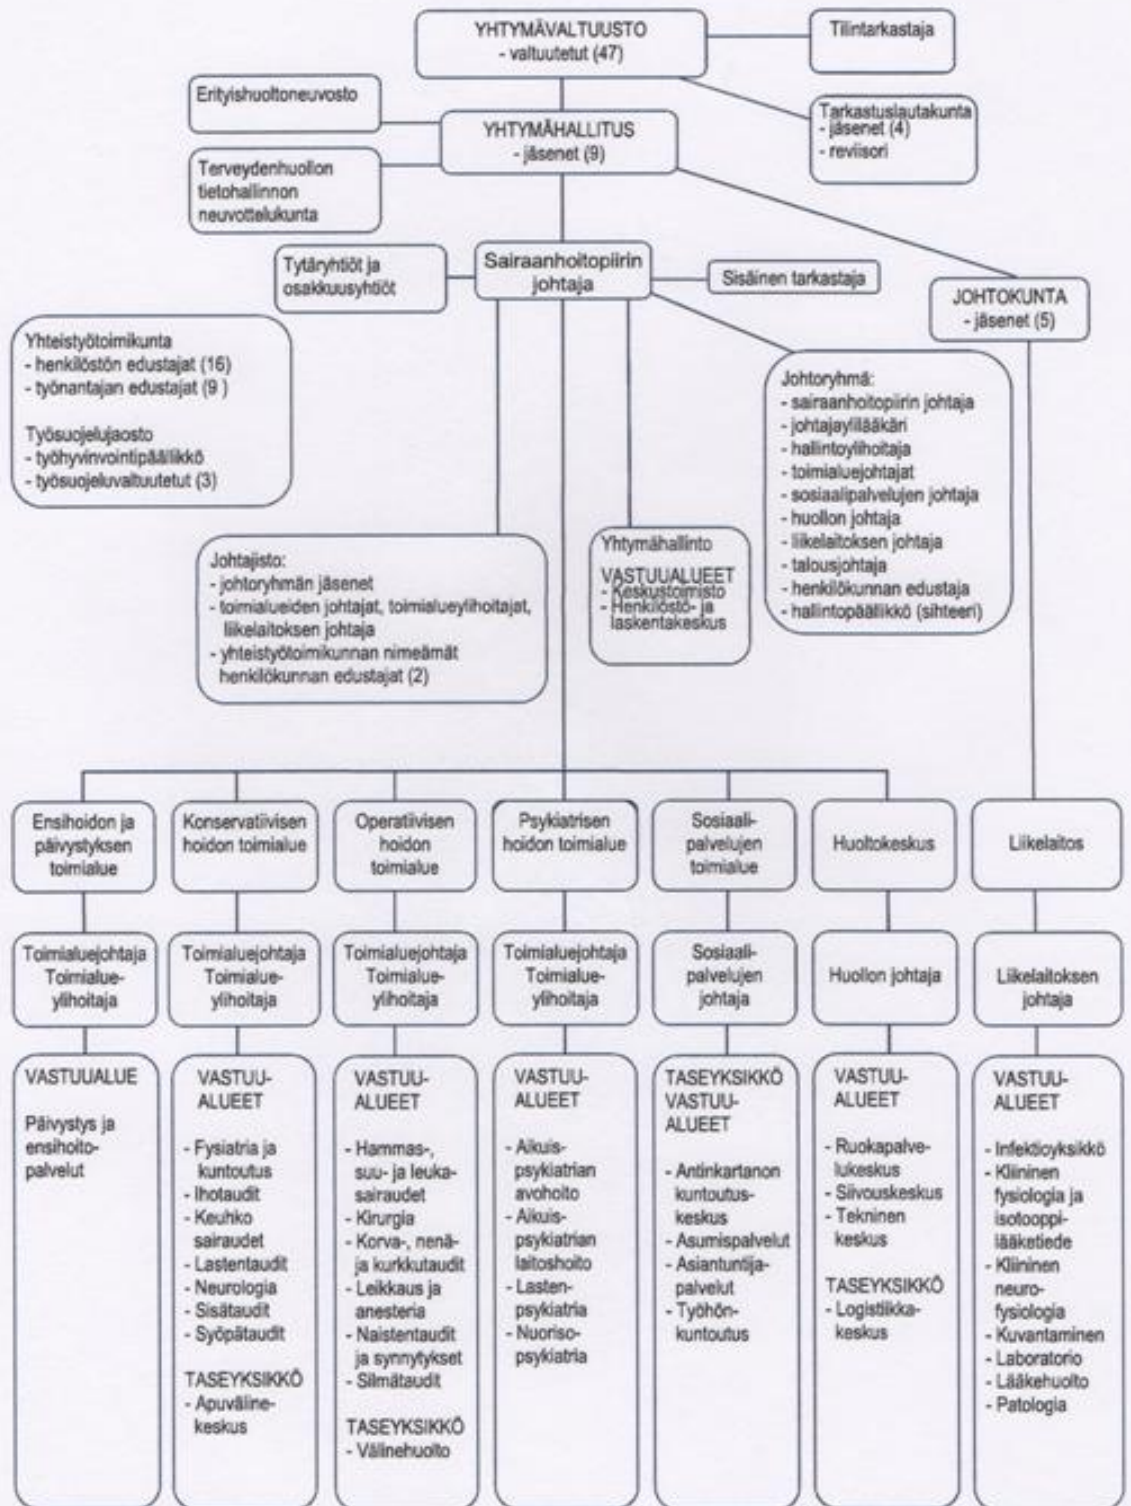 YHTYMÄVALTUUSTO
- valtuutetut (47)
Tilintarkastaja
Erityishuoltoneuvosto
YHTYMÄHALLITUS
- jäsenet (9)
Tarkastuslautakunta
- jäsenet (4)
- reviisori
Terveydenhuollon
tietohallinnon
neuvottelukunta
Tytäryhtiöt ja
osakkuusyhtiöt
Sairaanhoitopiirin
johtaja
Sisäinen tarkastaja
JOHTOKUNTA
- jäsenet (5)
Yhteistyötoimikunta
- henkilöstön edustajat (16)
- työnantajan edustajat (9 )
Työsuojelujaosto
- työhyvinvointipäällikkö
- työsuojeluvaltuutetut (3)
Johtoryhmä:
- sairaanhoitopiirin johtaja
- johtajaylilääkäri
- hallintoylihoitaja
- toimialuejohtajat
- sosiaalipalvelujen johtaja
- huollon johtaja
- liikelaitoksen johtaja
- talousjohtaja
- henkilökunnan edustaja
- hallintopäällikkö (sihteeri)
Johtajisto:
- johtoryhmän jäsenet
- toimialueiden johtajat, toimialueylihoitajat,
liikelaitoksen johtaja
- yhteistyötoimikunnan nimeämät
henkilökunnan edustajat (2)
Yhtymähallinto
VASTUUALUEET
- Keskustoimisto
- Henkilöstö- ja
laskentakeskus
Ensihoidon ja
päivystyksen
toimialue
Konservatiivisen
hoidon toimialue
Operatiivisen
hoidon
toimialue
Psykiatrisen
hoidon toimialue
Sosiaali-
palvelujen
toimialue
Huoltokeskus
Liikelaitos
Toimialuejohtaja
Toimialue-
ylihoitaja
Toimialuejohtaja
Toimialue-
ylihoitaja
Toimialuejohtaja
Toimialue-
ylihoitaja
Toimialuejohtaja
Toimialue-
ylihoitaja
Sosiaali-
palvelujen
johtaja
Huollon johtaja
Liikelaitoksen
johtaja
VASTUUALUE
Päivystys ja
ensihoito-
palvelut
VASTUU-
ALUEET
- Fysiatria ja
kuntoutus
- Ihotaudit
- Keuhko
sairaudet
- Lastentaudit
- Neurologia
- Sisätaudit
- Syöpätaudit
TASEYKSIKKÖ
- Apuväline-
keskus
VASTUU-
ALUEET
- Hammas-,
suu- ja leuka-
sairaudet
- Kirurgia
- Korva-, nenä-
ja kurkkutaudit
- Leikkaus ja
anesteria
- Naistentaudit
ja synnytykset
- Silmätaudit
TASEYKSIKKÖ
- Välinehuolto
VASTUU-
ALUEET
- Aikuis-
psykiatrian
avohoito
- Aikuis-
psykiatrian
laitoshoito
- Lasten-
psykiatria
- Nuoriso-
psykiatria
TASEYKSIKKÖ
VASTUU-
ALUEET
- Antinkartanon
kuntoutus-
keskus
- Asumispalvelut
- Asiantuntija-
palvelut
- Työhön-
kuntoutus
VASTUU-
ALUEET
- Ruokapalve-
lukeskus
- Siivouskeskus
- Tekninen
keskus
TASEYKSIKKÖ
- Logistiikka-
keskus
VASTUU-
ALUEET
- Infektioyksikkö
- Kliininen
fysiologia ja
isotooppi-
lääketiede
- Kliininen
neuro-
fysiologia
- Kuvantaminen
- Laboratorio
- Lääkehuolto
- Patologia